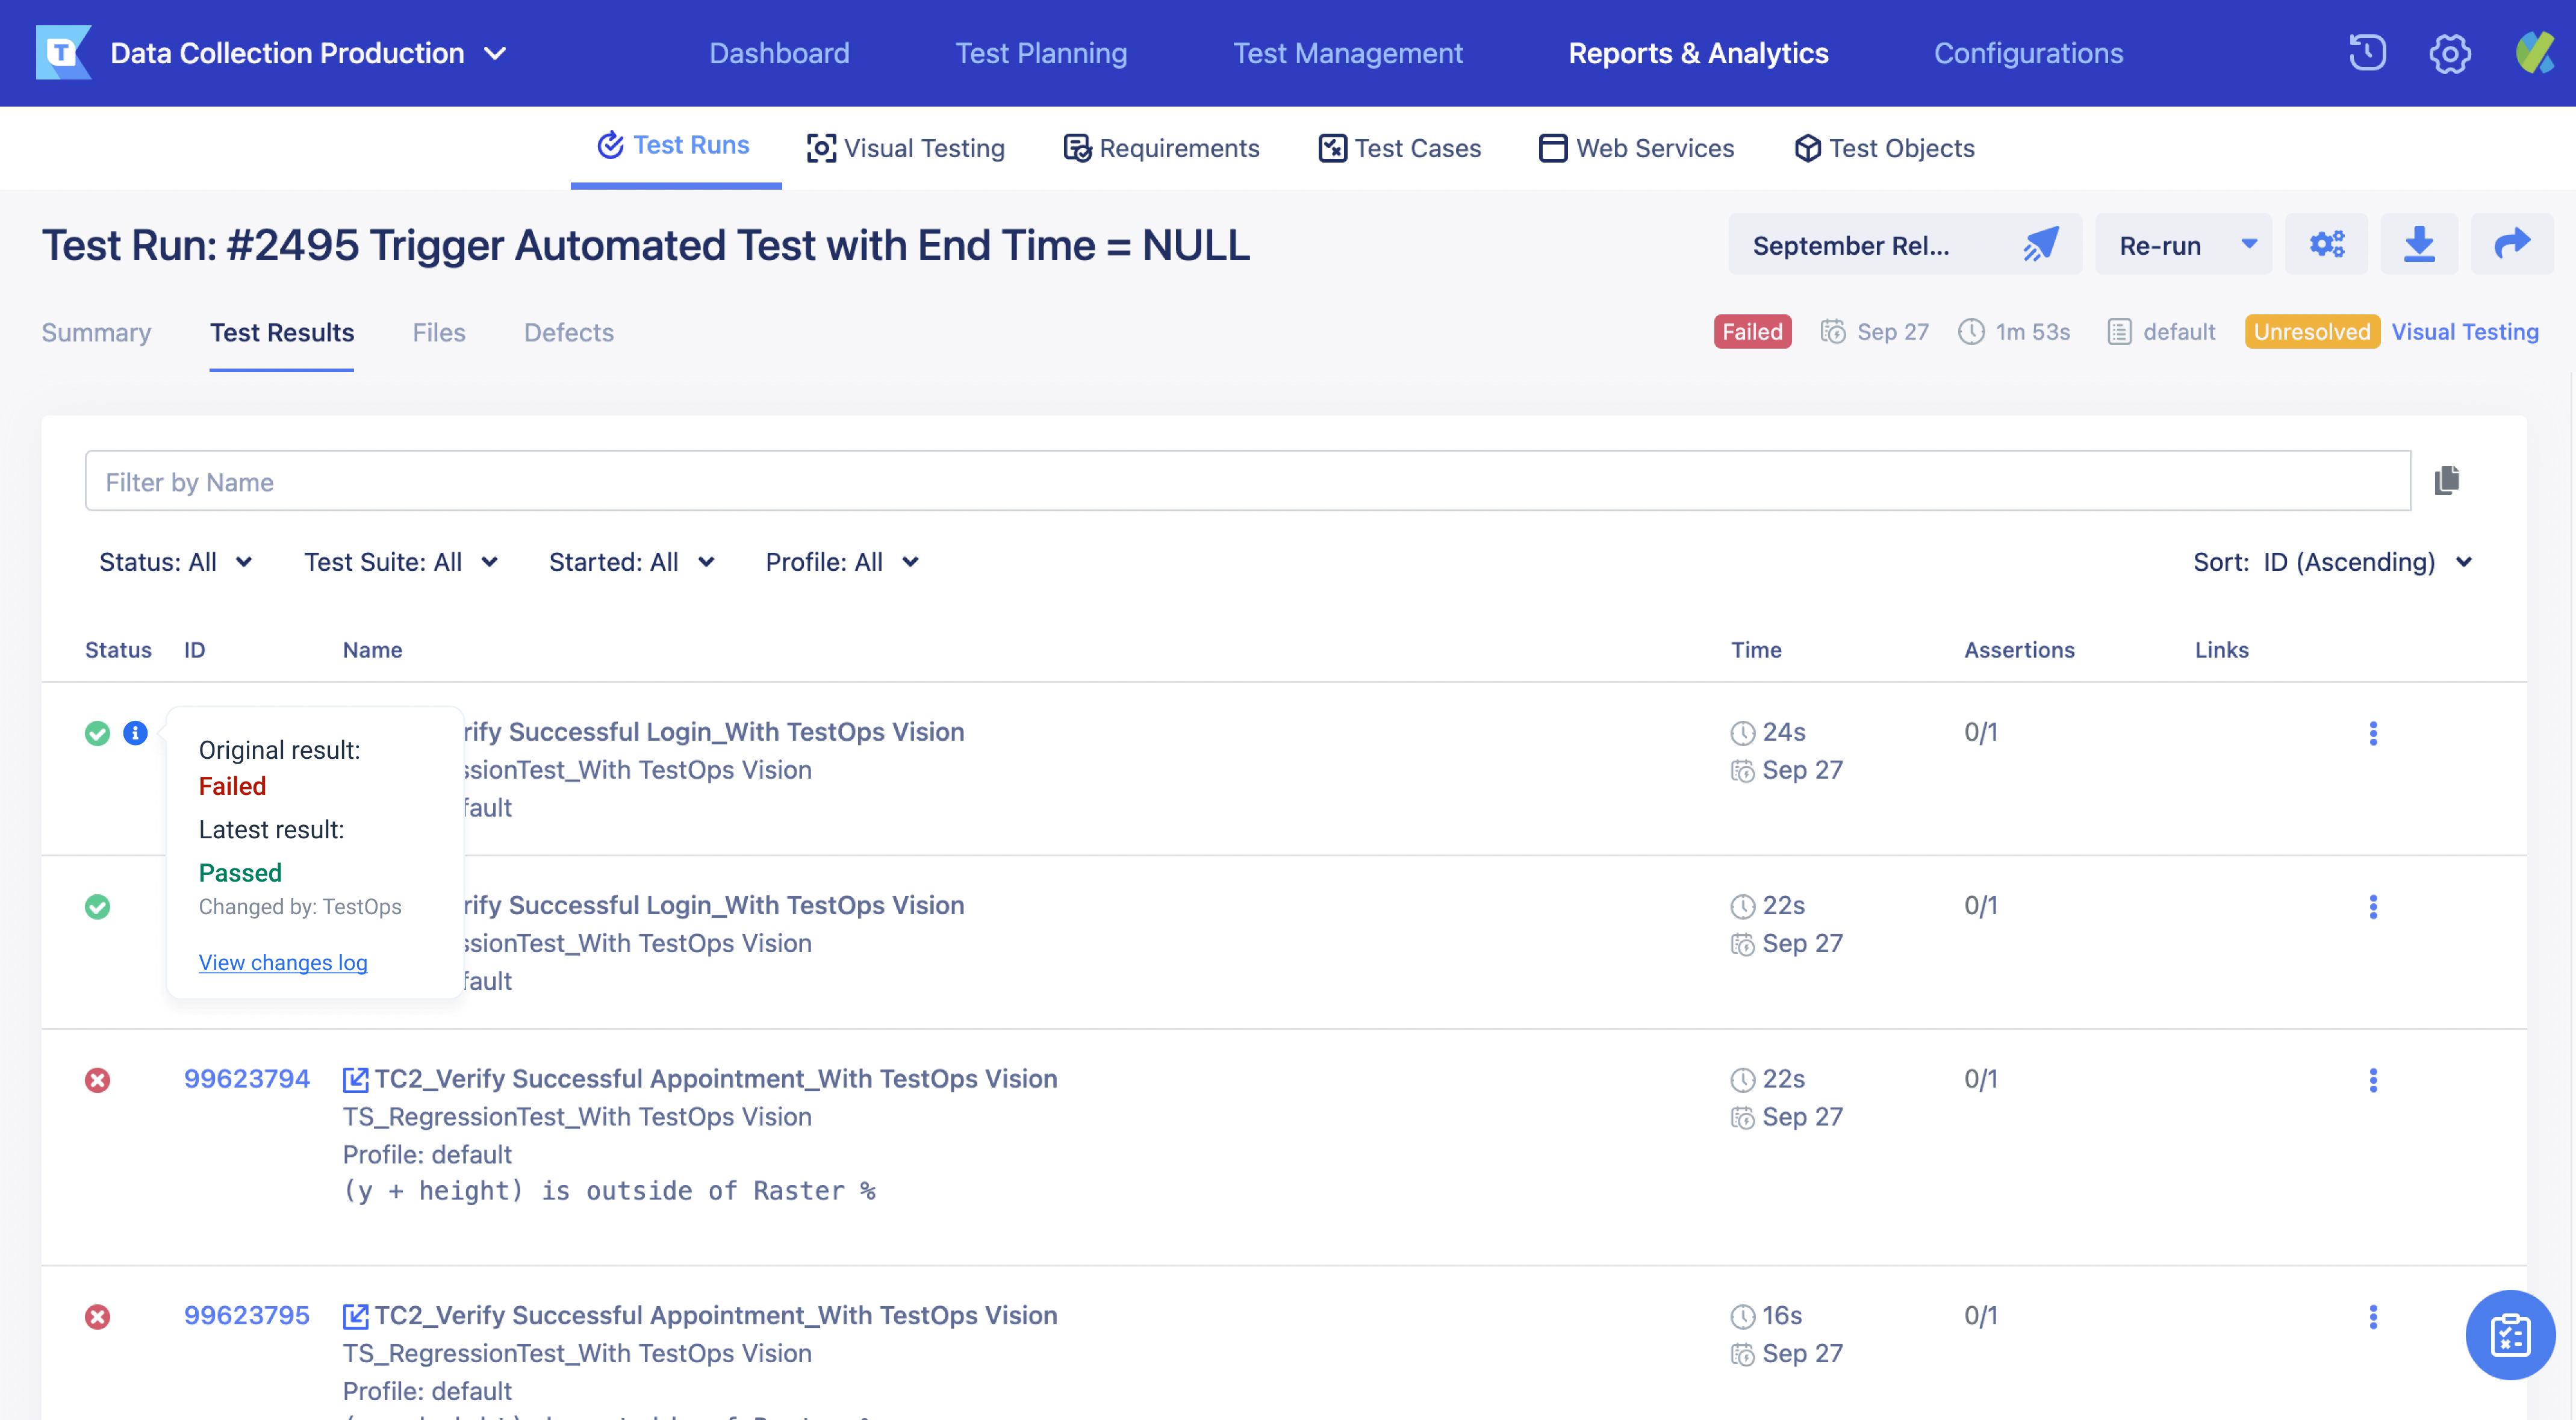 T Data Collection Production Dashboard Test Planning Test Management Reports & Analytics Configurations
Test Runs Visual Testing Requirements Test Cases Web Services Test Objects
Test Run: #2495 Trigger Automated Test with End Time = NULL September Rel... Re-run
Summary Test Results Files Defects Failed Sep 27 1m 53s default Unresolved Visual Testing
Filter by Name
Status: All Test Suite: All Started: All Profile: All Sort: ID (Ascending)
Status ID Name Time Assertions Links
rify Successful Login_With TestOps Vision 24s 0/1
ssionTest_With TestOps Vision Sep 27
fault
Original result:
Failed
Latest result:
Passed
Changed by: TestOps
View changes log
rify Successful Login_With TestOps Vision 22s 0/1
ssionTest_With TestOps Vision Sep 27
fault
99623794 TC2_Verify Successful Appointment_With TestOps Vision 22s 0/1
TS_RegressionTest_With TestOps Vision Sep 27
Profile: default
(y + height) is outside of Raster %
99623795 TC2_Verify Successful Appointment_With TestOps Vision 16s 0/1
TS_RegressionTest_With TestOps Vision Sep 27
Profile: default